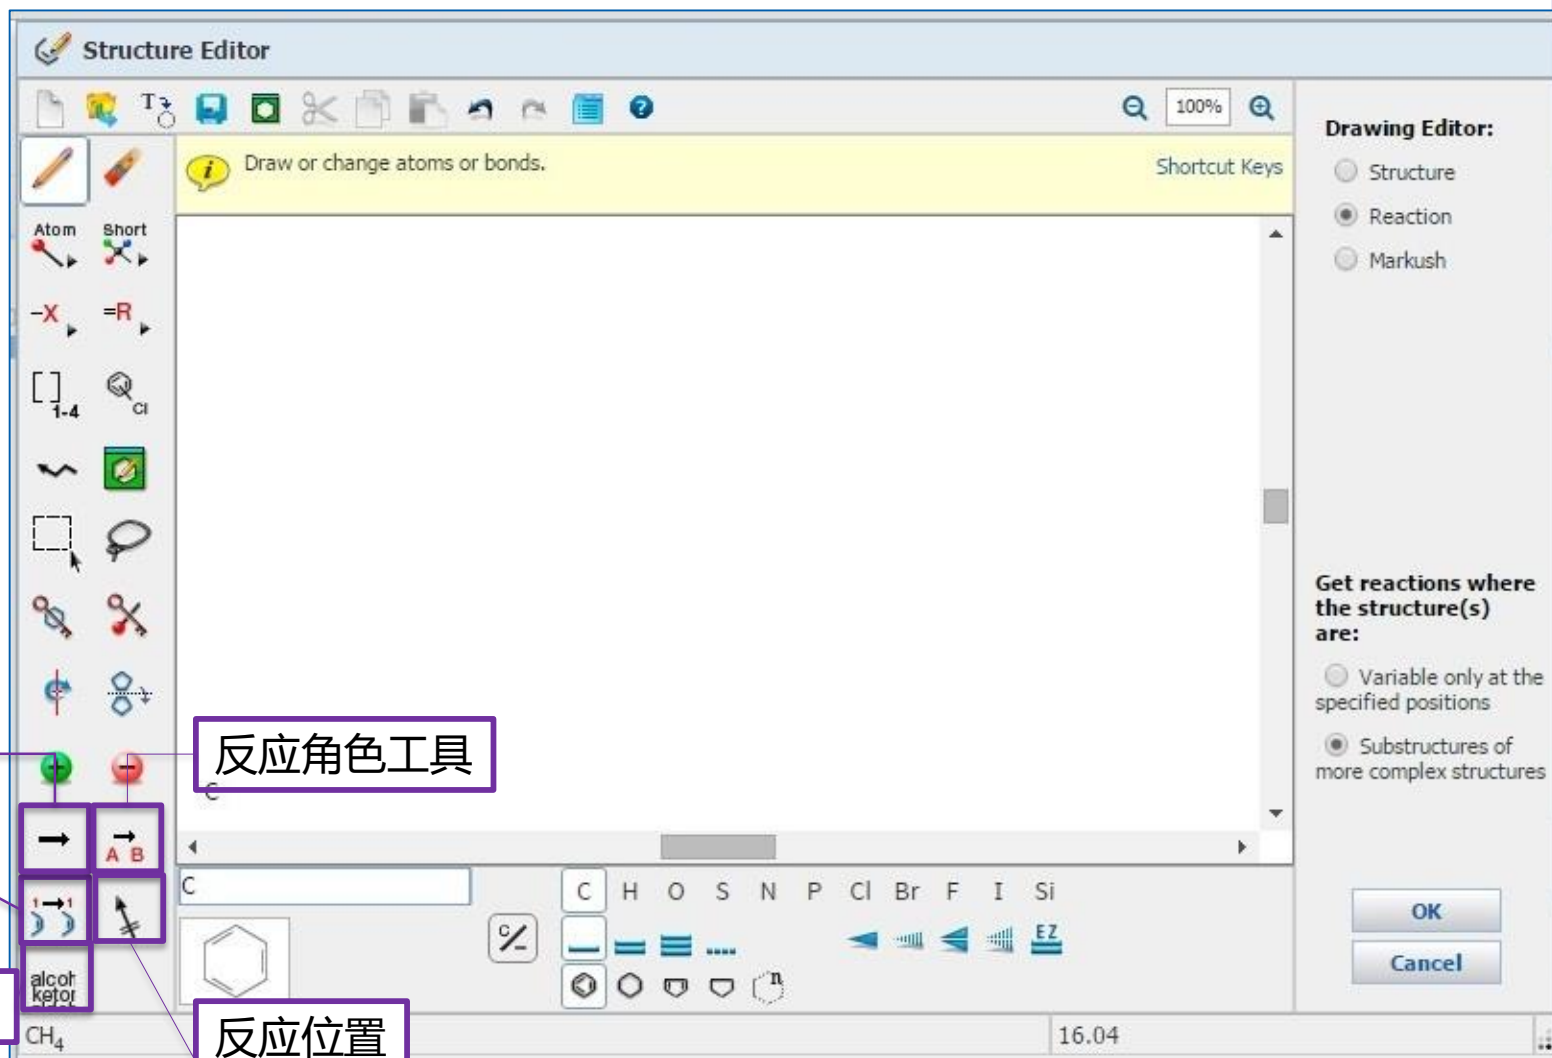 Structure Editor
100%
Drawing Editor:
Draw or change atoms or bonds.
Shortcut Keys
Structure
Reaction
Markush
Atom Short
-X =R
[ ] 1-4 Cl
Get reactions where
the structure(s)
are:
Variable only at the
specified positions
Substructures of
more complex structures
反应角色工具
C
A B
C
C H O S N P Cl Br F I Si
1 1
EZ
n
alcoh
ketor
OK
Cancel
反应位置
CH4
16.04